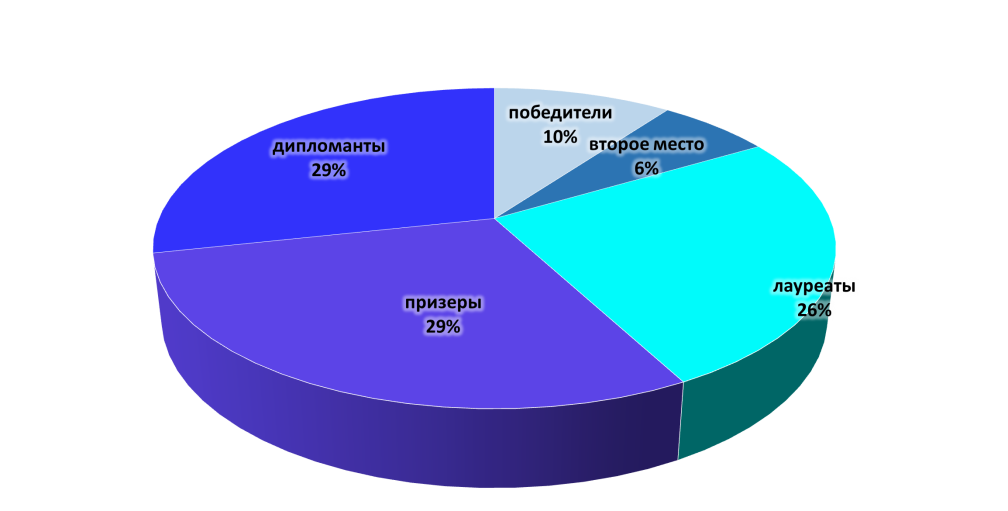 победители
10%
второе место
6%
дипломанты
29%
лауреаты
26%
призеры
29%